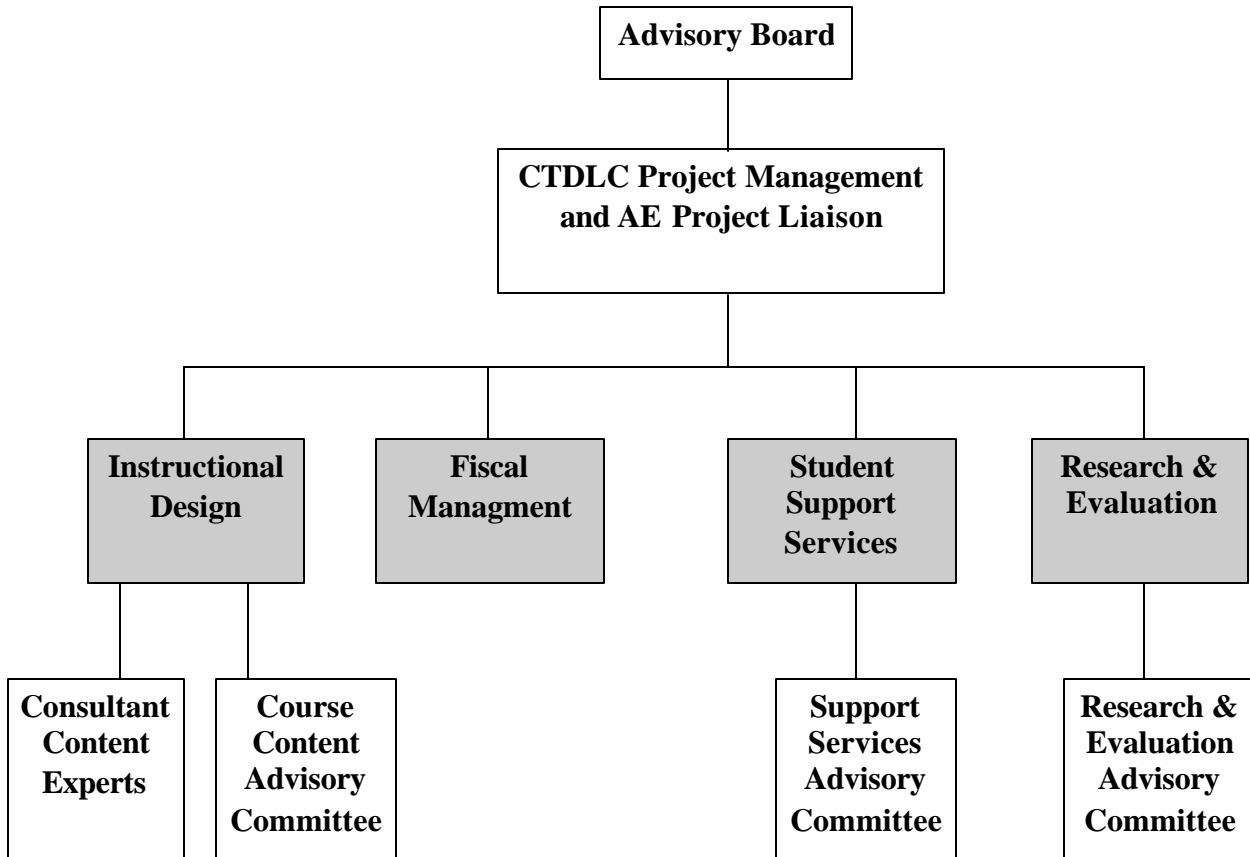 Advisory Board
CTDLC Project Management
and AE Project Liaison
Instructional
Design
Fiscal
Managment
Student
Support
Services
Research &
Evaluation
Consultant
Content
Experts
Course
Content
Advisory
Committee
Support
Services
Advisory
Committee
Research &
Evaluation
Advisory
Committee